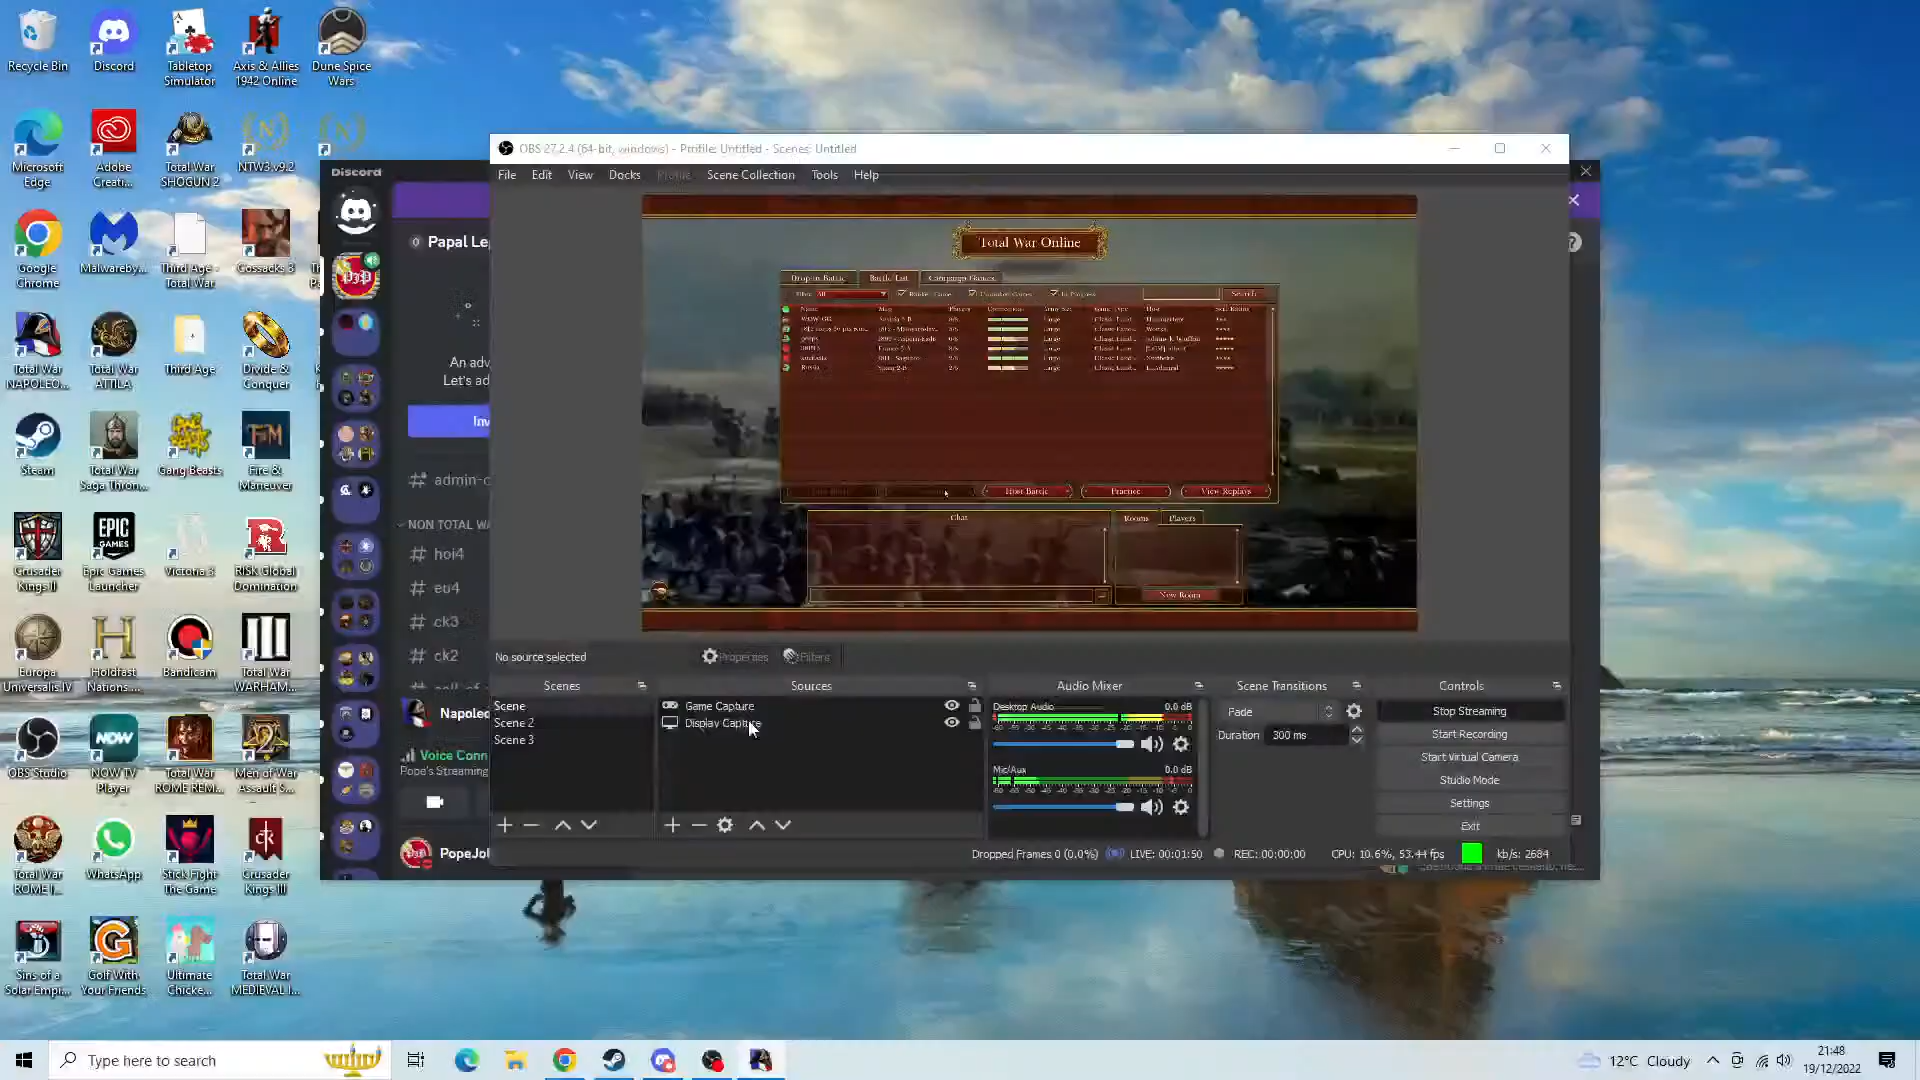 Recycle Bin
Discord
Tabletop Simulator
Axis & Allies 1942 Online
Dune Spice Wars
Microsoft Edge
Adobe Creati...
Total War SHOGUN 2
NTW3 v9.2
Google Chrome
Malwareby...
Third Age - Total War
Cossacks 3
Total War NAPOLEO...
Total War ATTILA
Third Age
Divide & Conquer
Steam
Total War Saga Thron...
Gang Beasts
Fire & Maneuver
Crusader Kings II
Epic Games Launcher
Victoria 3
RISK Global Domination
Europa Universalis IV
Holdfast Nations ...
Bandicam
Total War WARHAM...
OBS Studio
NOW TV Player
Total War ROME REM...
Men of War Assault S...
Total War ROME I...
WhatsApp
Stick Fight The Game
Crusader Kings III
Sins of a Solar Empi...
Golf With Your Friends
Ultimate Chicke...
Total War MEDIEVAL I...
Discord
Papal Le
An adv
Let's ad
Inv
admin-c
NON TOTAL WA
hoi4
eu4
ck3
ck2
Napoleo
Voice Conn
Pope's Streaming
PopeJol
OBS 27.2.4 (64-bit, windows) - Profile: Untitled - Scenes: Untitled
File Edit View Docks Profile Scene Collection Tools Help
Total War Online
Drop-in Battle Battle List Campaign Games
Filter All Search
Host Battle Practice View Replays
Chat Rooms Players
New Room
No source selected Properties Filters
Scenes Sources Audio Mixer Scene Transitions Controls
Scene
Scene 2
Scene 3
Game Capture
Display Capture
Desktop Audio 0.0 dB
Mic/Aux 0.0 dB
Fade
Duration 300 ms
Stop Streaming
Start Recording
Start Virtual Camera
Studio Mode
Settings
Exit
Dropped Frames 0 (0.0%) LIVE: 00:01:50 REC: 00:00:00 CPU: 10.6%, 53.44 fps kb/s: 2684
Type here to search
12°C Cloudy
21:48
19/12/2022